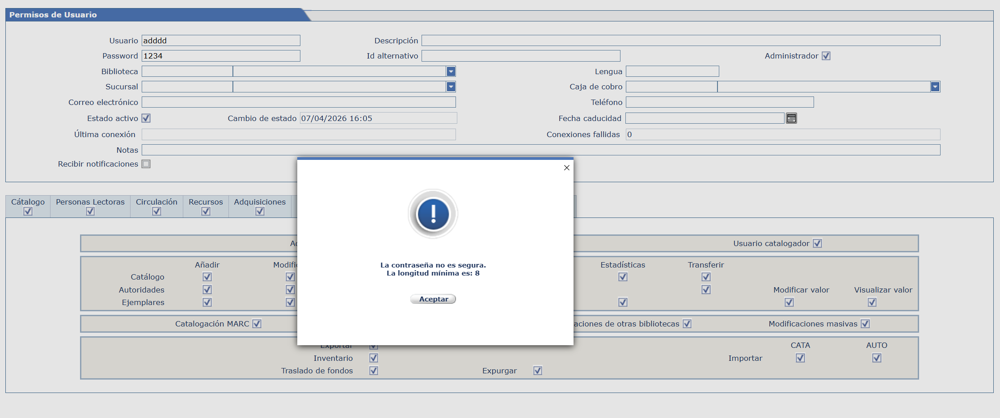 Permisos de Usuario
Usuario adddd Descripción
Password 1234 Id alternativo Administrador
Biblioteca Lengua
Sucursal Caja de cobro
Correo electrónico Teléfono
Estado activo Cambio de estado 07/04/2026 16:05 Fecha caducidad
Última conexión Conexiones fallidas 0
Notas
Recibir notificaciones
Cátalogo Personas Lectoras Circulación Recursos Adquisiciones
La contraseña no es segura.
La longitud mínima es: 8
Aceptar
Usuario catalogador
Añadir Estadísticas Transferir
Catálogo
Autoridades Modificar valor Visualizar valor
Ejemplares
Catalogación MARC de otras bibliotecas Modificaciones masivas
Exportar CATA AUTO
Inventario Importar
Traslado de fondos Expurgar